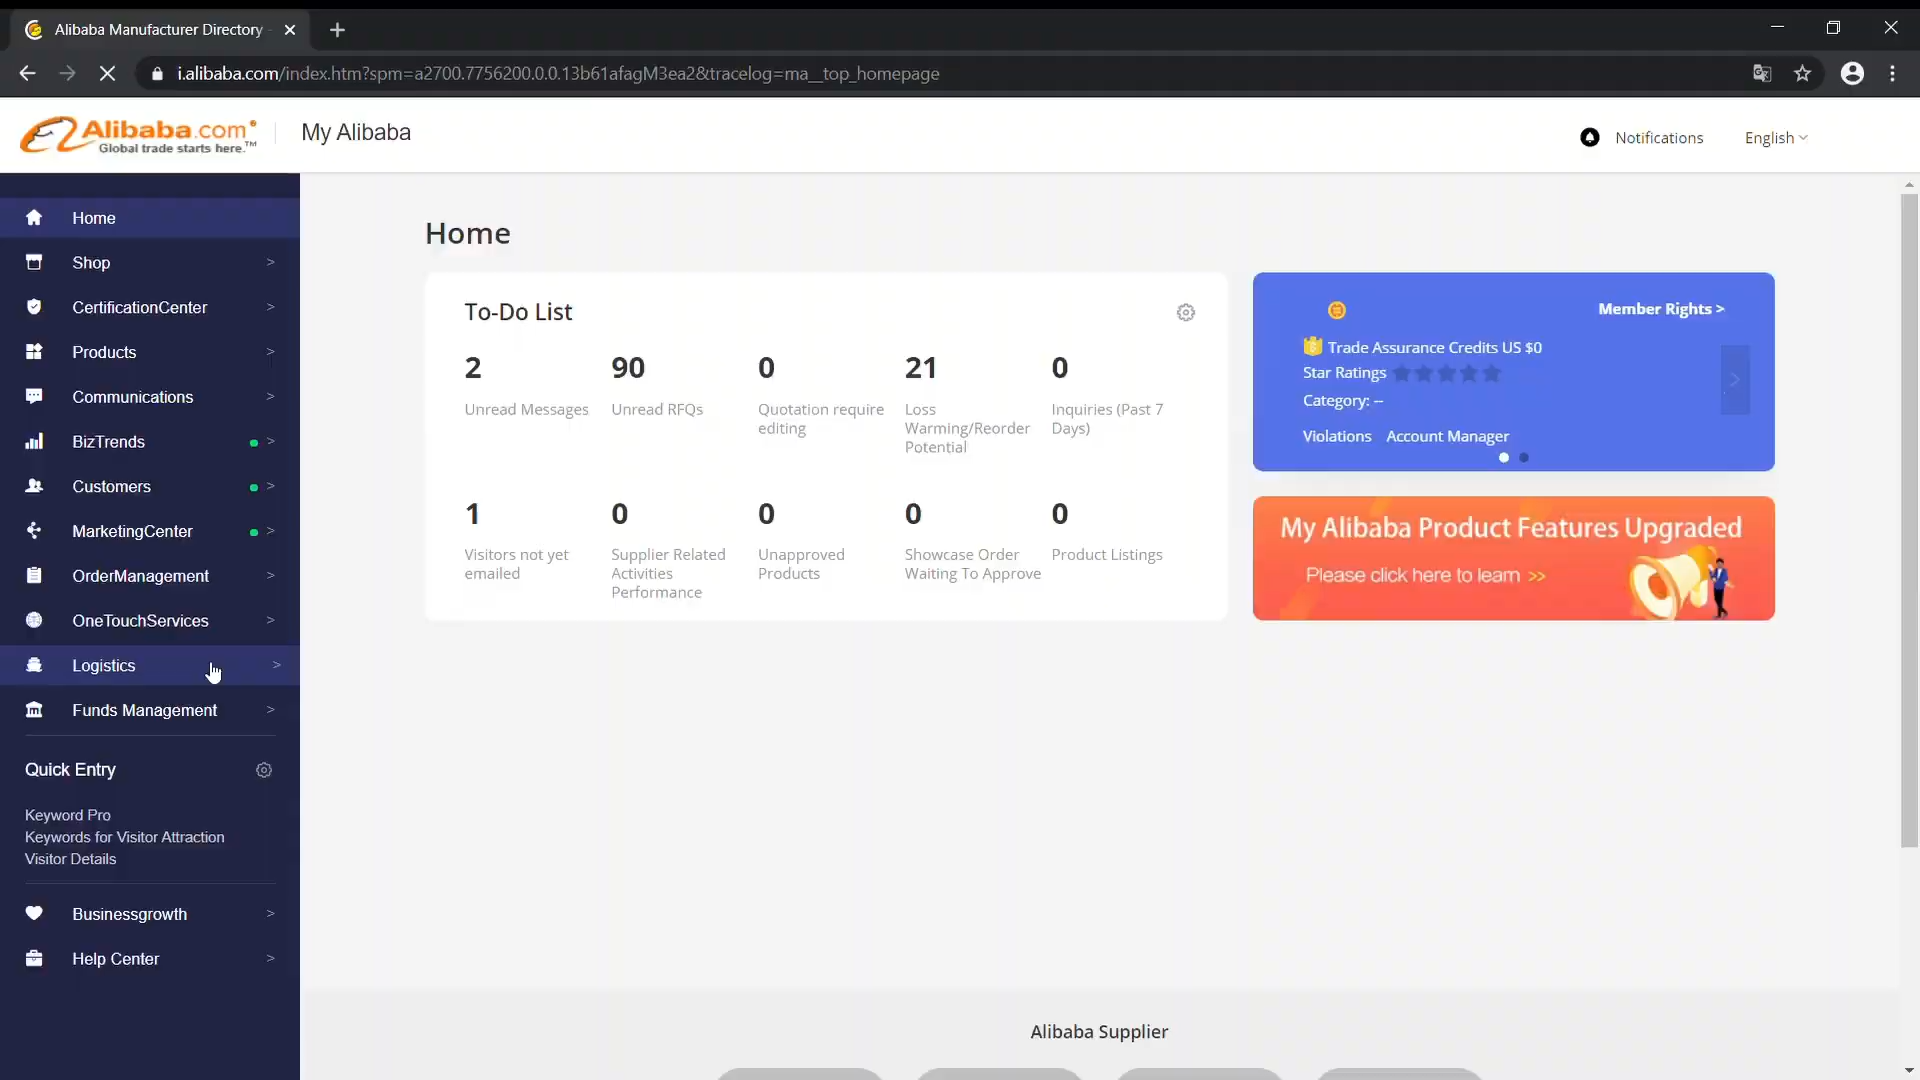 Alibaba Manufacturer Directory
i.alibaba.com/index.htm?spm=a2700.7756200.0.0.13b61afagM3ea2&tracelog=ma__top_homepage
Alibaba.com
Global trade starts here.™
My Alibaba
Notifications
English
Home
Shop >
CertificationCenter >
Products >
Communications >
BizTrends >
Customers >
MarketingCenter >
OrderManagement >
OneTouchServices >
Logistics >
Funds Management >
Quick Entry
Keyword Pro
Keywords for Visitor Attraction
Visitor Details
Businessgrowth >
Help Center >
Home
To-Do List
2
Unread Messages
90
Unread RFQs
0
Quotation require
editing
21
Loss
Warming/Reorder
Potential
0
Inquiries (Past 7
Days)
1
Visitors not yet
emailed
0
Supplier Related
Activities
Performance
0
Unapproved
Products
0
Showcase Order
Waiting To Approve
0
Product Listings
Member Rights >
Trade Assurance Credits US $0
Star Ratings
Category: --
Violations Account Manager
My Alibaba Product Features Upgraded
Please click here to learn >>
Alibaba Supplier